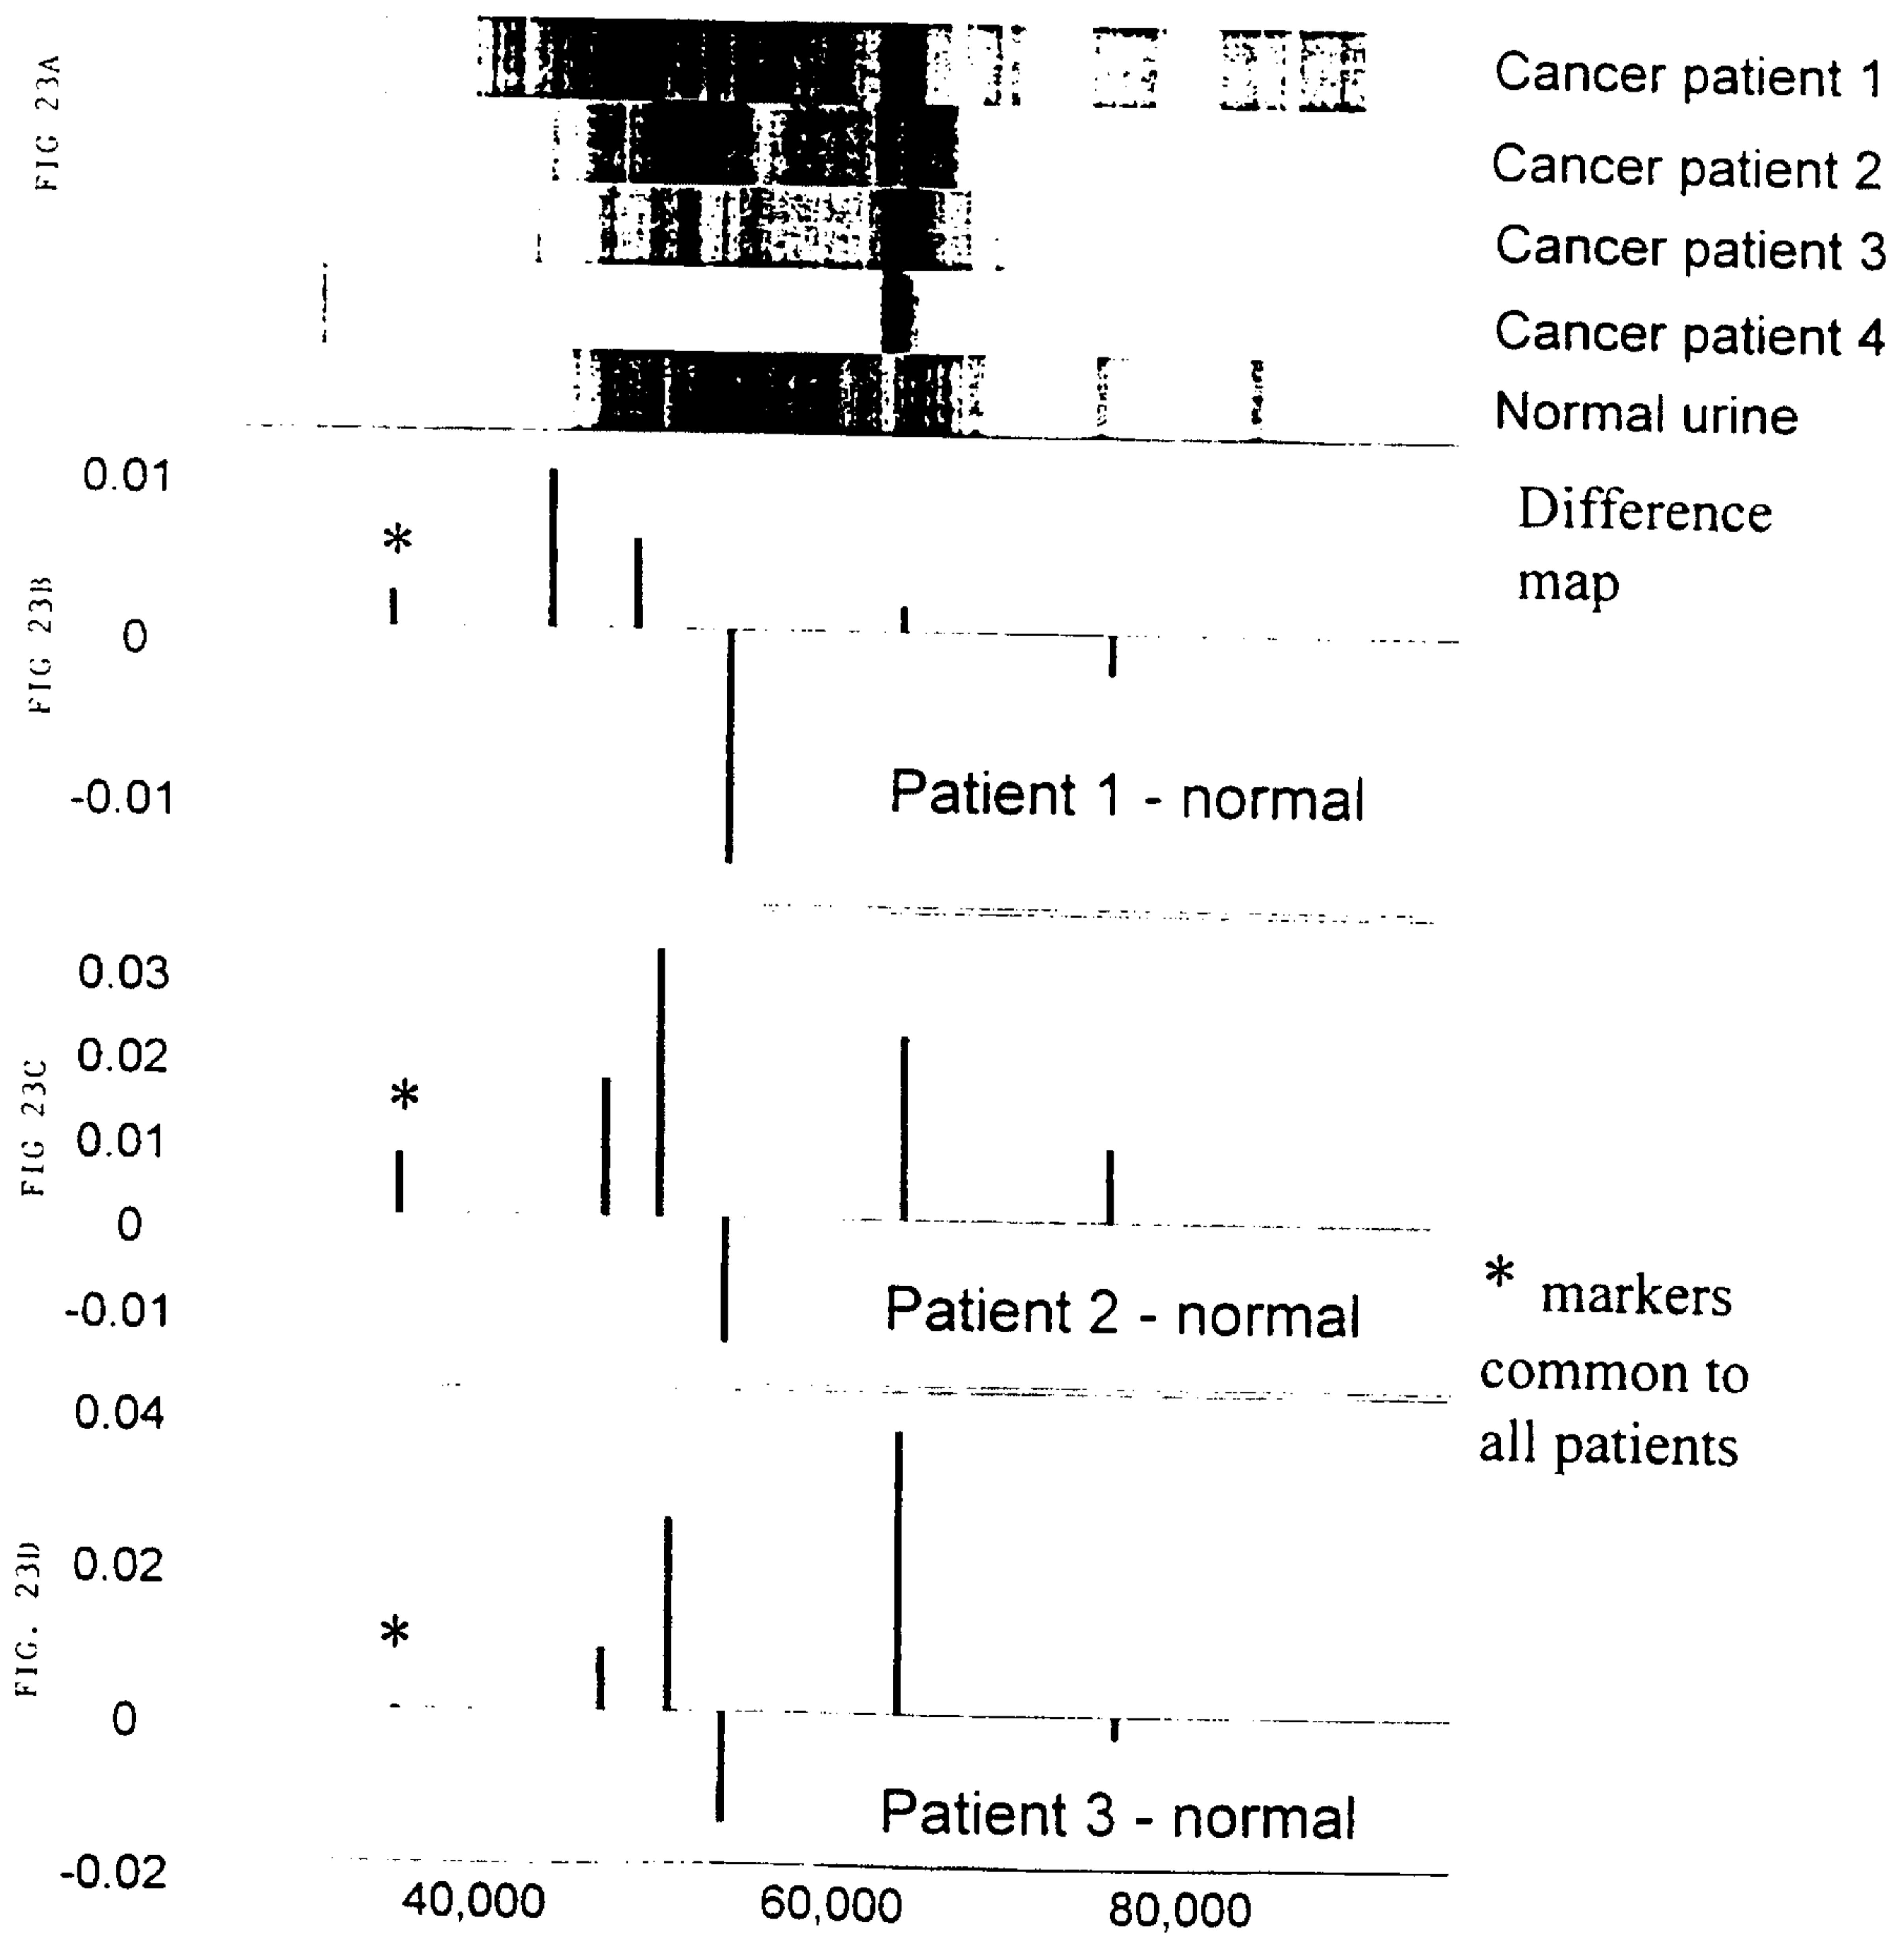 FIG 23A
Cancer patient 1
Cancer patient 2
Cancer patient 3
Cancer patient 4
Normal urine
FIG 23B
0.01
0
-0.01
*
Difference
map
Patient 1 - normal
FIG 23C
0.03
0.02
0.01
0
-0.01
*
Patient 2 - normal
* markers
common to
all patients
FIG. 23D
0.04
0.02
0
-0.02
*
Patient 3 - normal
40,000
60,000
80,000